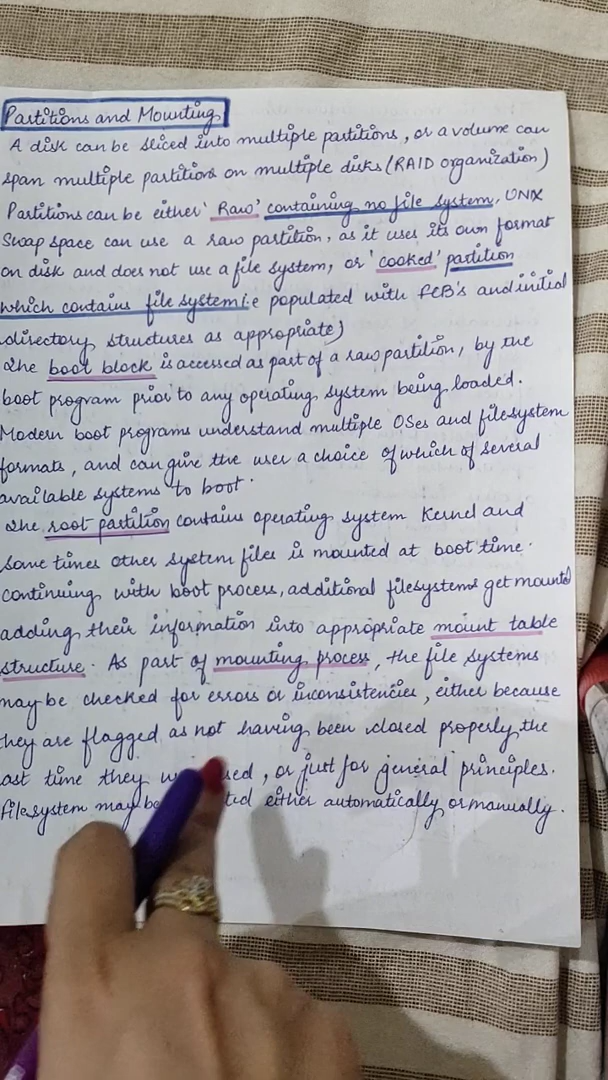 Partitions and Mounting
A disk can be sliced into multiple partitions, or a volume can
span multiple partitions on multiple disks (RAID organization)
Partitions can be either 'Raw' containing no file system, UNIX
Swap space can use a raw partition, as it uses its own format
on disk and does not use a file system, or 'cooked' partition
which contains file system i.e populated with FCB's and initial
directory structures as appropriate)
The boot block is accessed as part of a raw partition, by the
boot program prior to any operating system being loaded.
Modern boot programs understand multiple OSes and filesystem
formats, and can give the user a choice of which of several
available systems to boot.
The root partition contains operating system Kernel and
Some times other system files is mounted at boot time.
continuing with boot process, additional filesystems get mounted
adding their information into appropriate mount table
structure. As part of mounting process, the file systems
may be checked for errors or inconsistencies, either because
they are flagged as not having been closed properly the
last time they used, or just for general principles.
filesystem may be either automatically or manually.